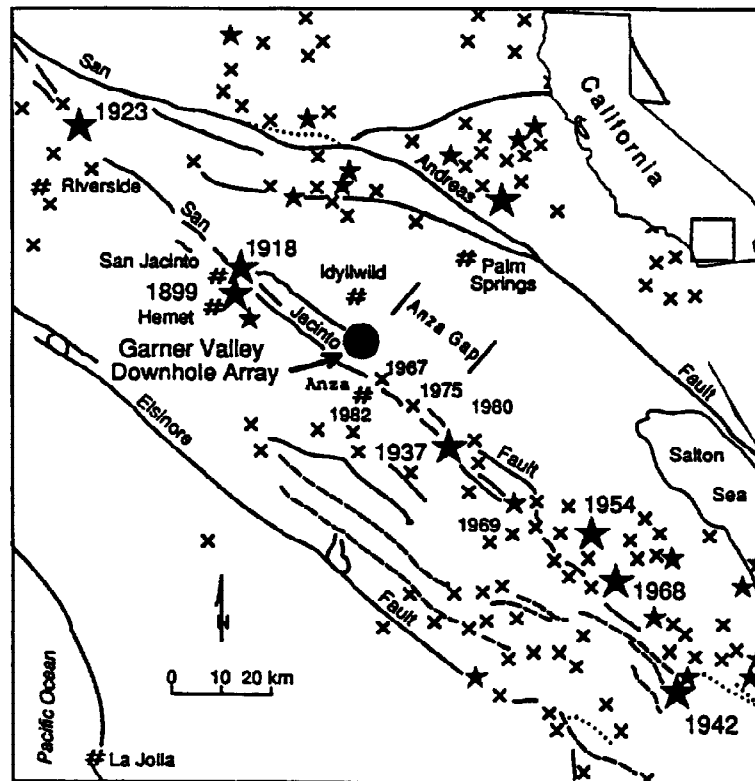 San
1923
California
Andreas
Riverside
San
1918
San Jacinto
Idyllwild
Palm
Springs
1899
Hemet
Jacinto
Anza Gap
Garner Valley
Downhole Array
1967
Anza
1975
Fault
Elsinore
1982
1980
1937
Fault
Salton
Sea
1954
1969
1968
Fault
N
0 10 20 km
1942
Pacific Ocean
La Jolla